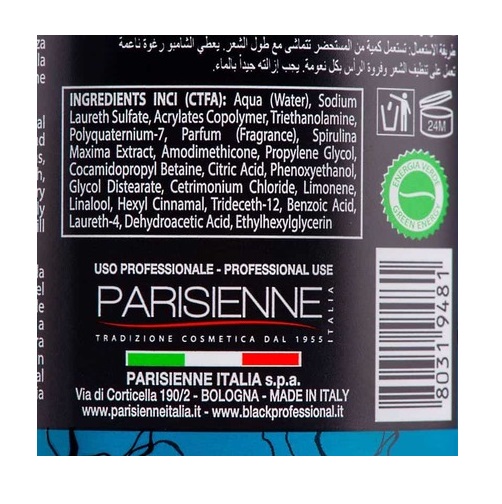 طريقة الاستعمال: تستعمل كمية من المستحضر تتماشى مع طول الشعر. يعطي الشامبو رغوة ناعمة
على تنظيف الشعر وفروة الرأس بكل نعومة. يجب إزالته جيداً بالماء.
INGREDIENTS INCI (CTFA): Aqua (Water), Sodium
Laureth Sulfate, Acrylates Copolymer, Triethanolamine,
Polyquaternium-7, Parfum (Fragrance), Spirulina
Maxima Extract, Amodimethicone, Propylene Glycol,
Cocamidopropyl Betaine, Citric Acid, Phenoxyethanol,
Glycol Distearate, Cetrimonium Chloride, Limonene,
Linalool, Hexyl Cinnamal, Trideceth-12, Benzoic Acid,
Laureth-4, Dehydroacetic Acid, Ethylhexylglycerin
24M
ENERGIA VERDE
GREEN ENERGY
USO PROFESSIONALE - PROFESSIONAL USE
PARISIENNE
ITALIA
TRADIZIONE COSMETICA DAL 1955
PARISIENNE ITALIA s.p.a.
Via di Corticella 190/2 - BOLOGNA - MADE IN ITALY
www.parisienneitalia.it - www.blackprofessional.it
80319481